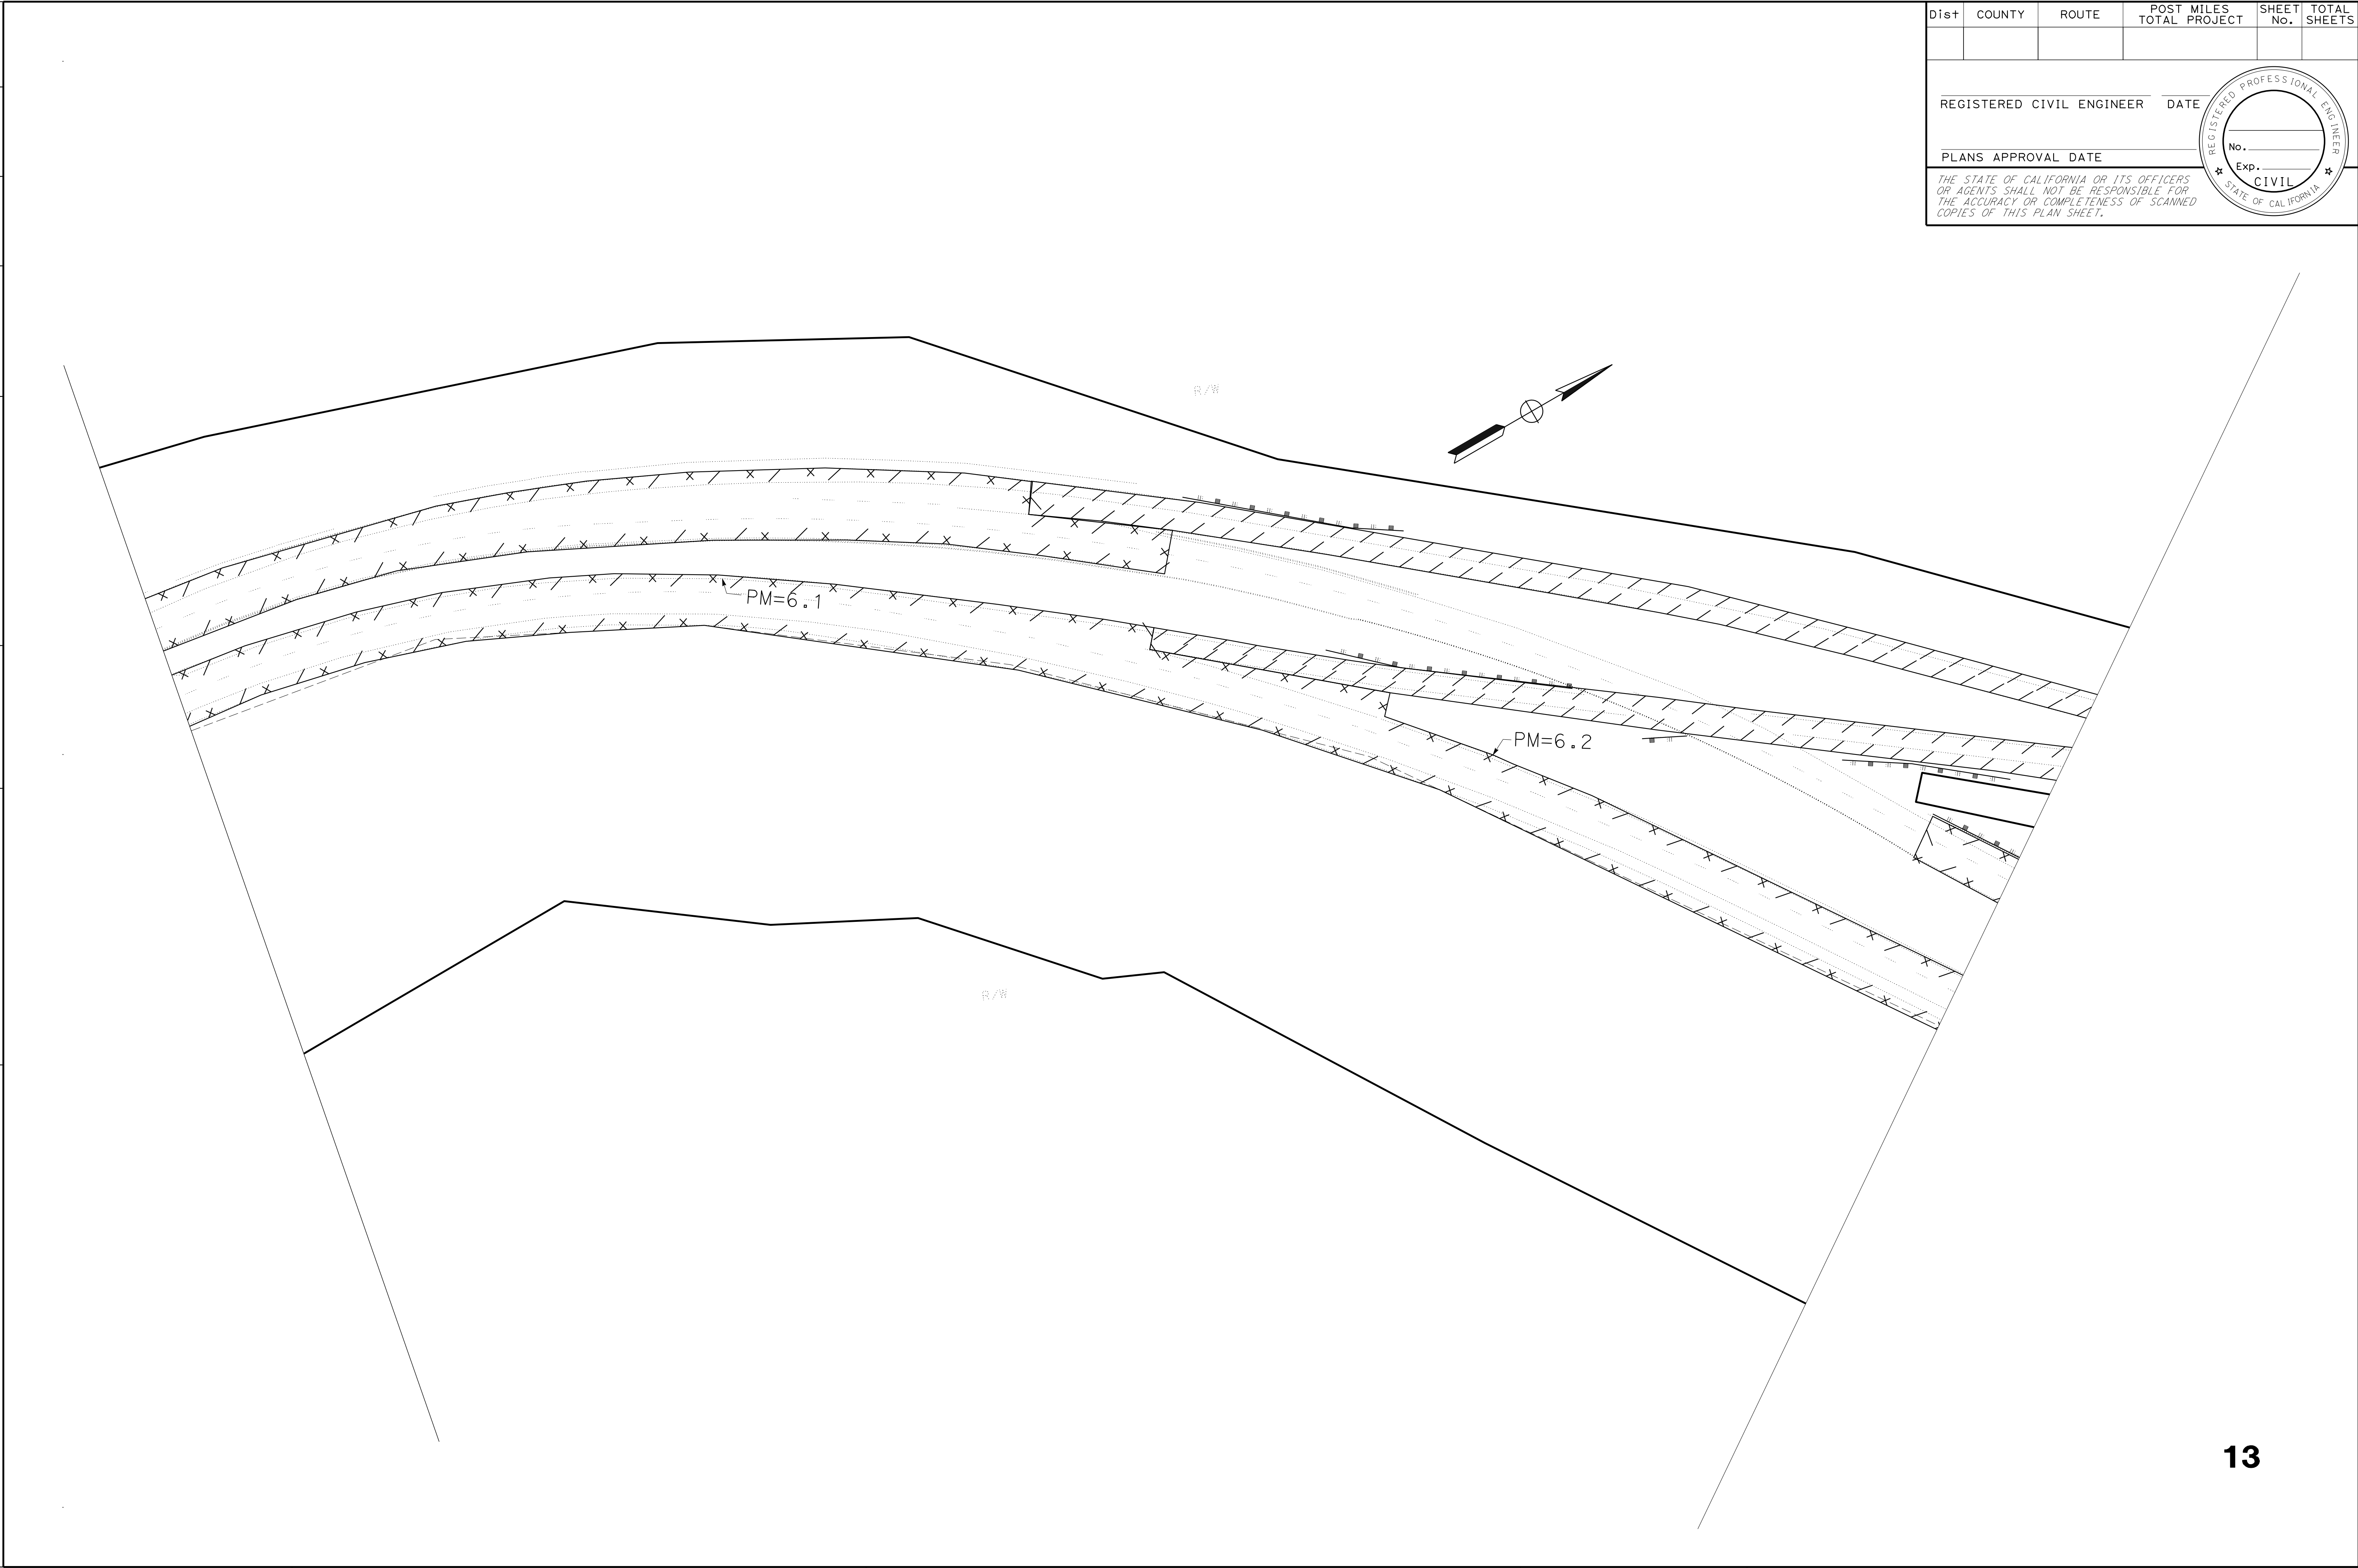 Dist COUNTY ROUTE POST MILES TOTAL PROJECT SHEET No. TOTAL SHEETS
REGISTERED CIVIL ENGINEER DATE
PLANS APPROVAL DATE
THE STATE OF CALIFORNIA OR ITS OFFICERS
OR AGENTS SHALL NOT BE RESPONSIBLE FOR
THE ACCURACY OR COMPLETENESS OF SCANNED
COPIES OF THIS PLAN SHEET.
REGISTERED PROFESSIONAL ENGINEER
No.
Exp.
CIVIL
STATE OF CALIFORNIA
R/W
PM=6.1
PM=6.2
R/W
13